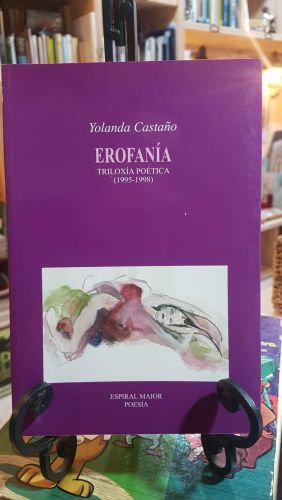 Yolanda Castaño
EROFANÍA
TRILOXÍA POÉTICA
(1995-1998)
ESPIRAL MAIOR
POESÍA